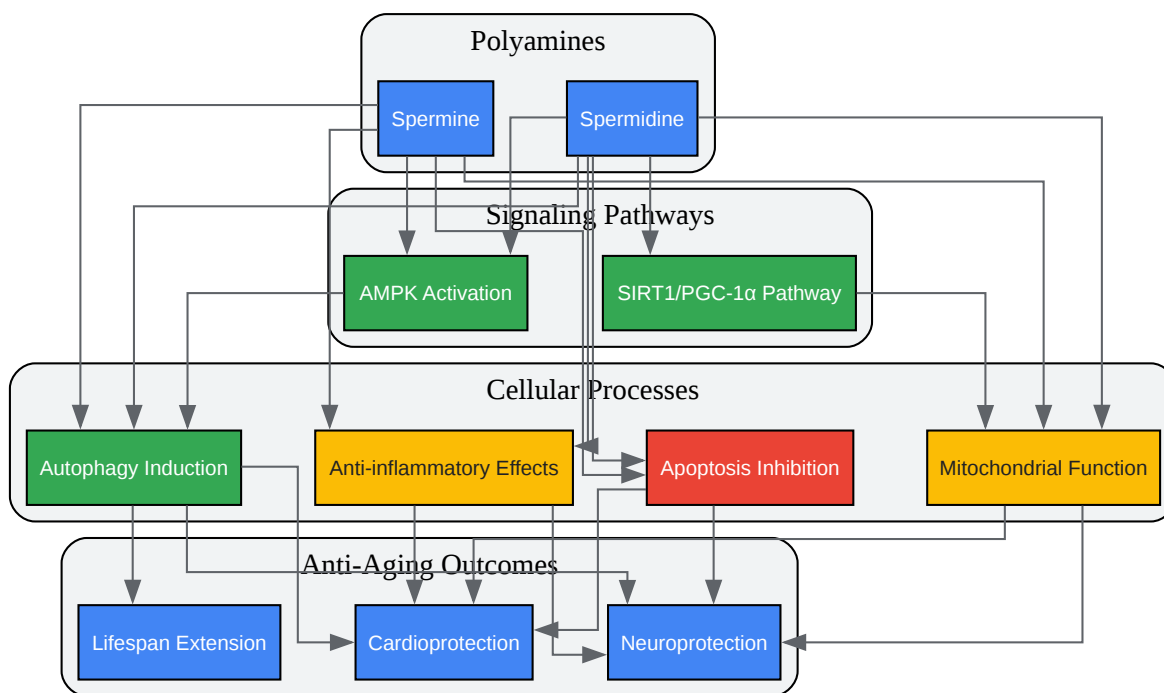 Polyamines
Spermine
Spermidine
Signaling Pathways
AMPK Activation
SIRT1/PGC-1α Pathway
Cellular Processes
Autophagy Induction
Anti-inflammatory Effects
Apoptosis Inhibition
Mitochondrial Function
Anti-Aging Outcomes
Lifespan Extension
Cardioprotection
Neuroprotection